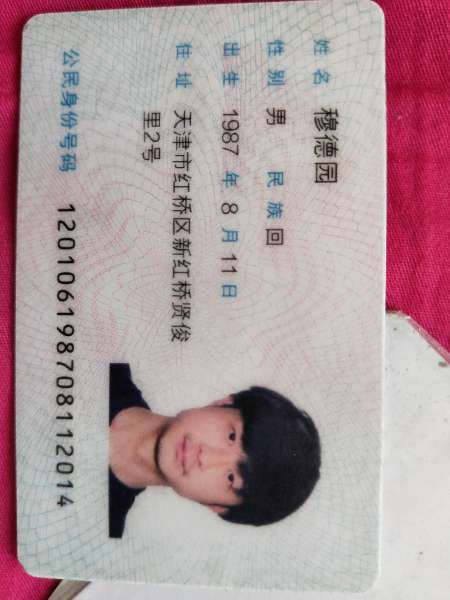 姓名 穆德园
性别 男 民族 回
出生 1987 年 8 月 11 日
住址 天津市红桥区新红桥贤俊
里2号
公民身份号码 120106198708112014